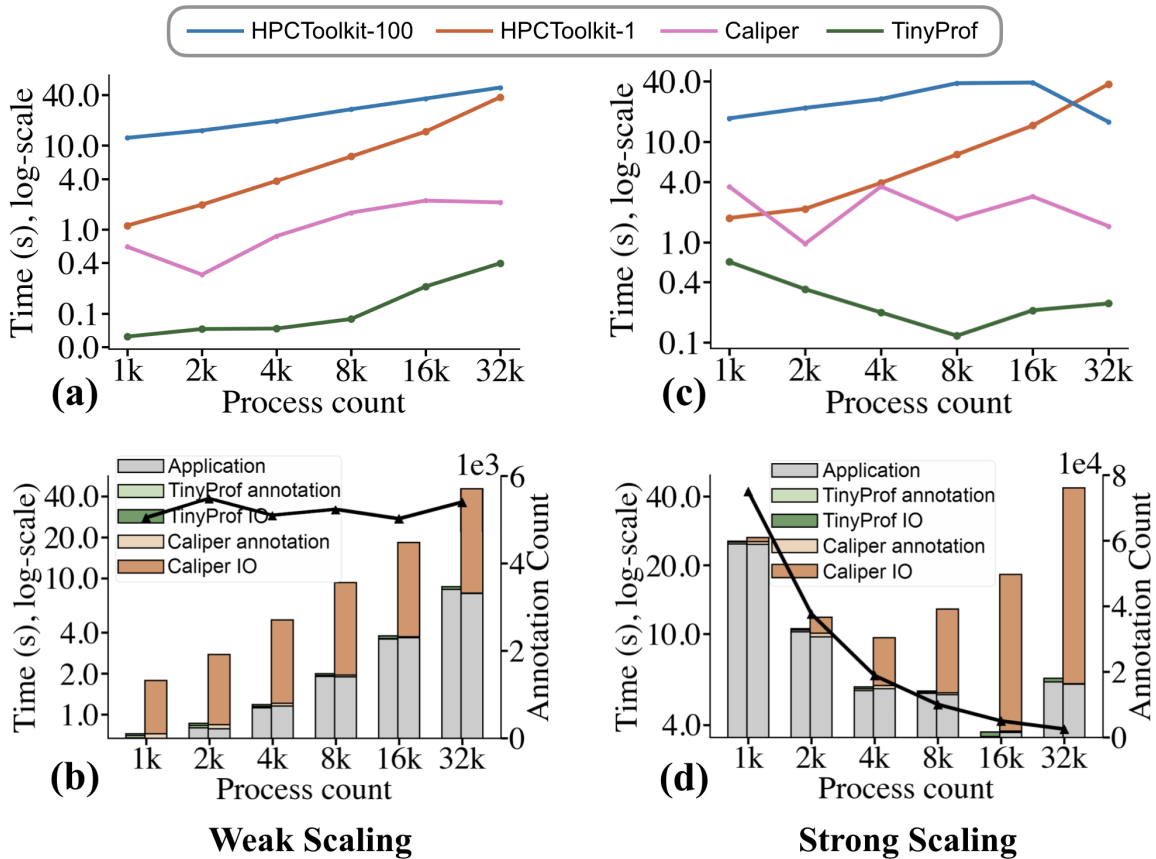 HPCToolkit-100 HPCToolkit-1 Caliper TinyProf
Time (s), log-scale
40.0
10.0
4.0
1.0
0.4
0.1
0.0
1k 2k 4k 8k 16k 32k
Process count
(a)
Time (s), log-scale
40.0
10.0
4.0
1.0
0.4
0.1
1k 2k 4k 8k 16k 32k
Process count
(c)
Time (s), log-scale
40.0
20.0
10.0
4.0
2.0
1.0
Application
TinyProf annotation
TinyProf IO
Caliper annotation
Caliper IO
1e3
6
4
2
0
Annotation Count
1k 2k 4k 8k 16k 32k
Process count
(b)
Weak Scaling
Time (s), log-scale
40.0
20.0
10.0
4.0
Application
TinyProf annotation
TinyProf IO
Caliper annotation
Caliper IO
1e4
8
6
4
2
0
Annotation Count
1k 2k 4k 8k 16k 32k
Process count
(d)
Strong Scaling